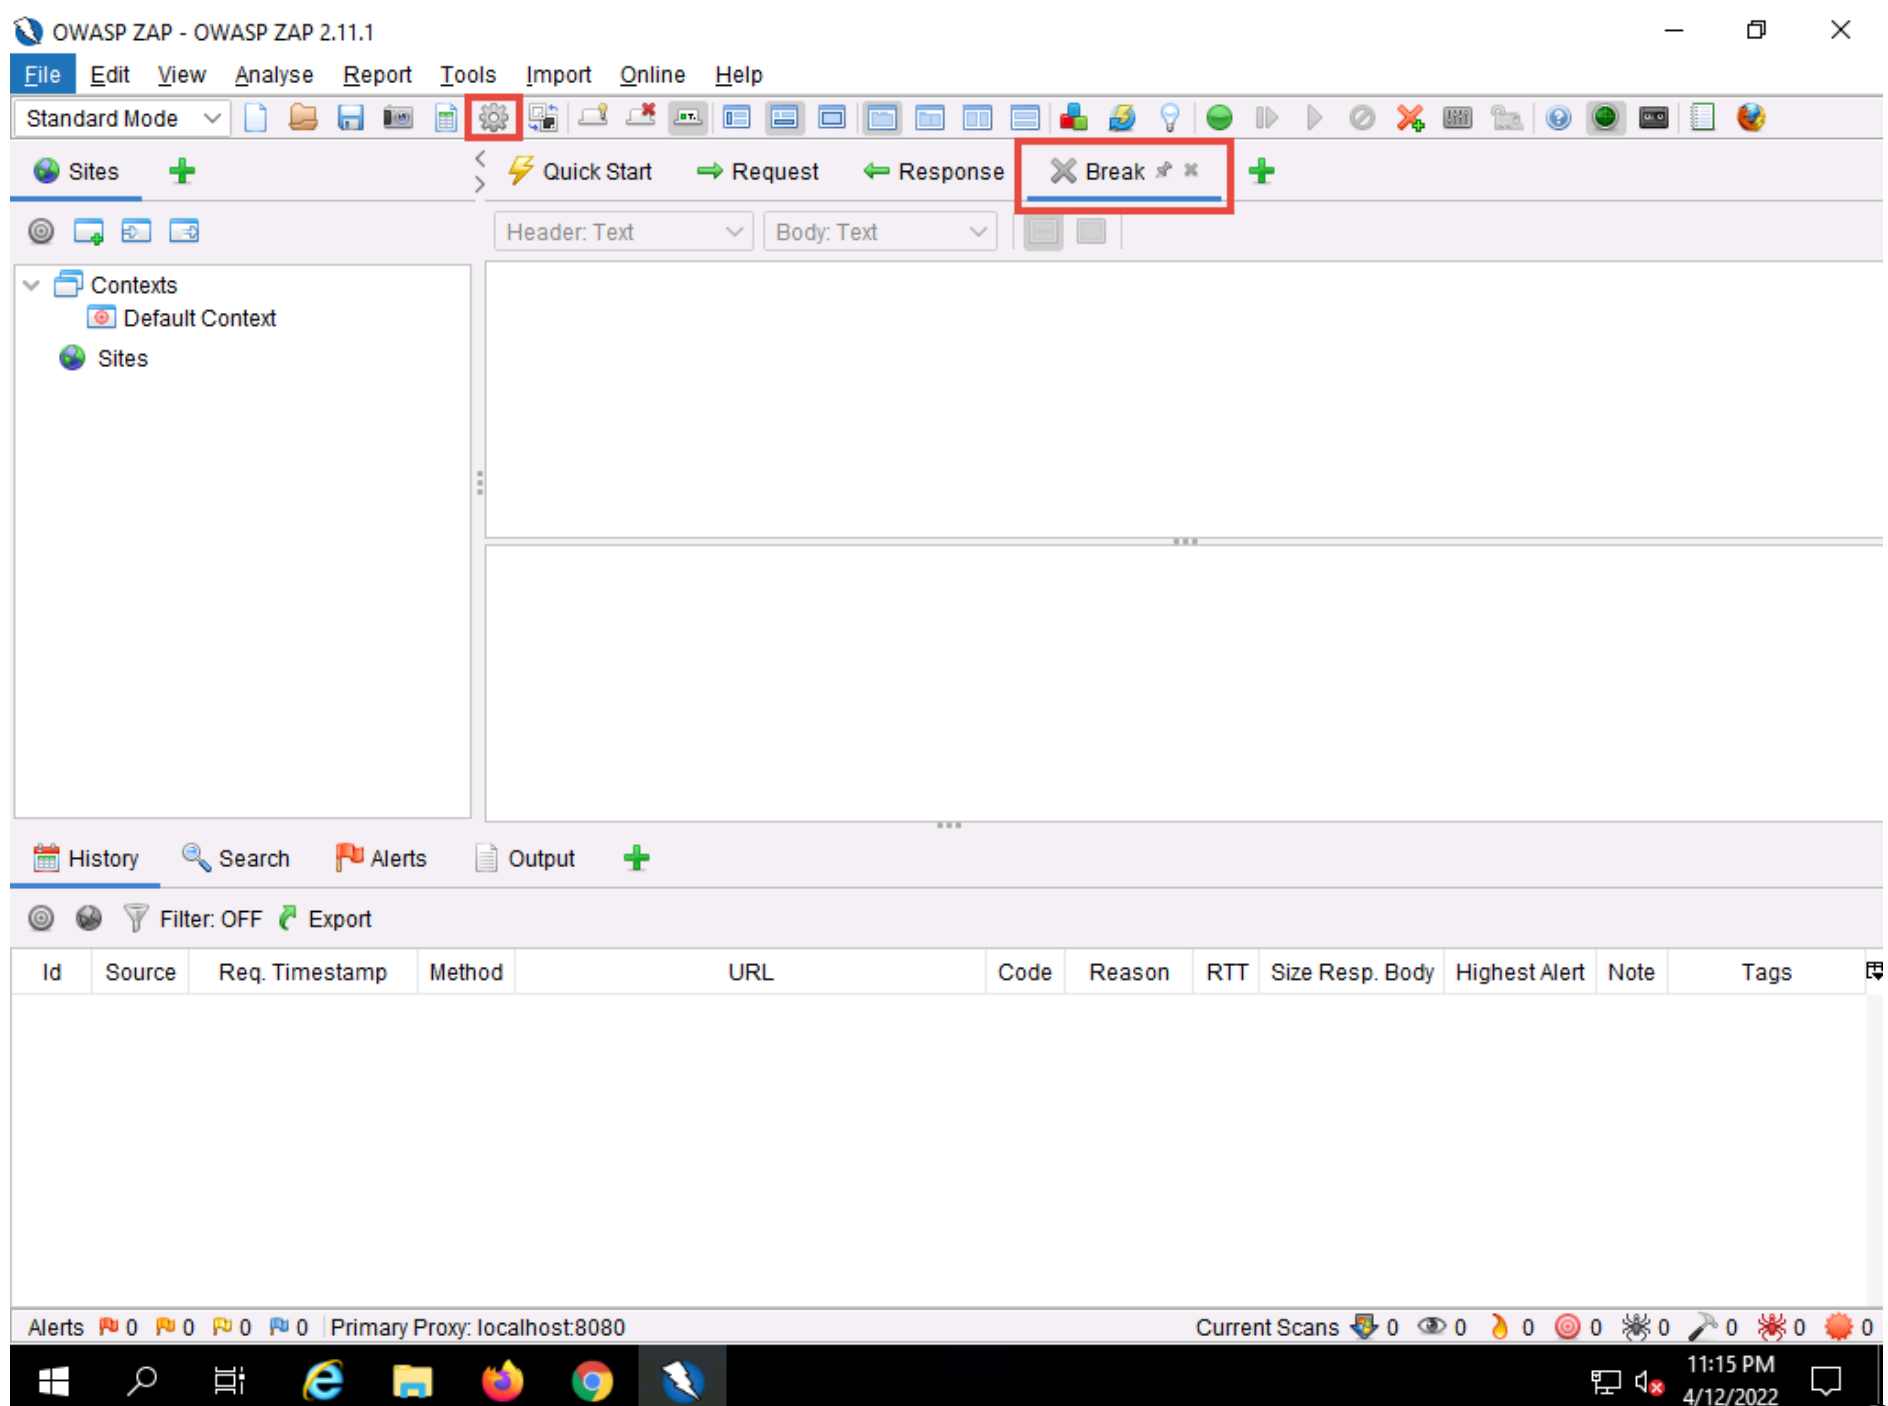 OWASP ZAP - OWASP ZAP 2.11.1
File Edit View Analyse Report Tools Import Online Help
Standard Mode
Sites Quick Start Request Response Break
Header: Text Body: Text
Contexts
Default Context
Sites
History Search Alerts Output
Filter: OFF Export
Id Source Req. Timestamp Method URL Code Reason RTT Size Resp. Body Highest Alert Note Tags
Alerts 0 0 0 0 Primary Proxy: localhost:8080 Current Scans 0 0 0 0 0 0 0 0
11:15 PM
4/12/2022